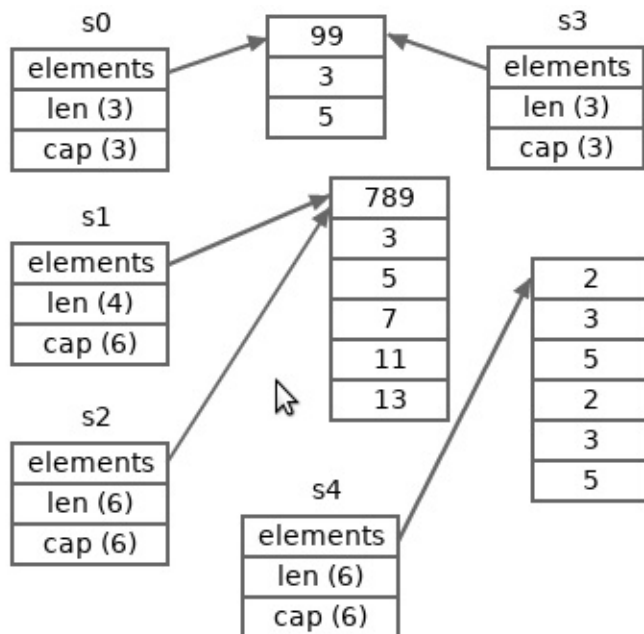 s0
elements
len (3)
cap (3)
99
3
5
s3
elements
len (3)
cap (3)
s1
elements
len (4)
cap (6)
789
3
5
7
11
13
s2
elements
len (6)
cap (6)
s4
elements
len (6)
cap (6)
2
3
5
2
3
5